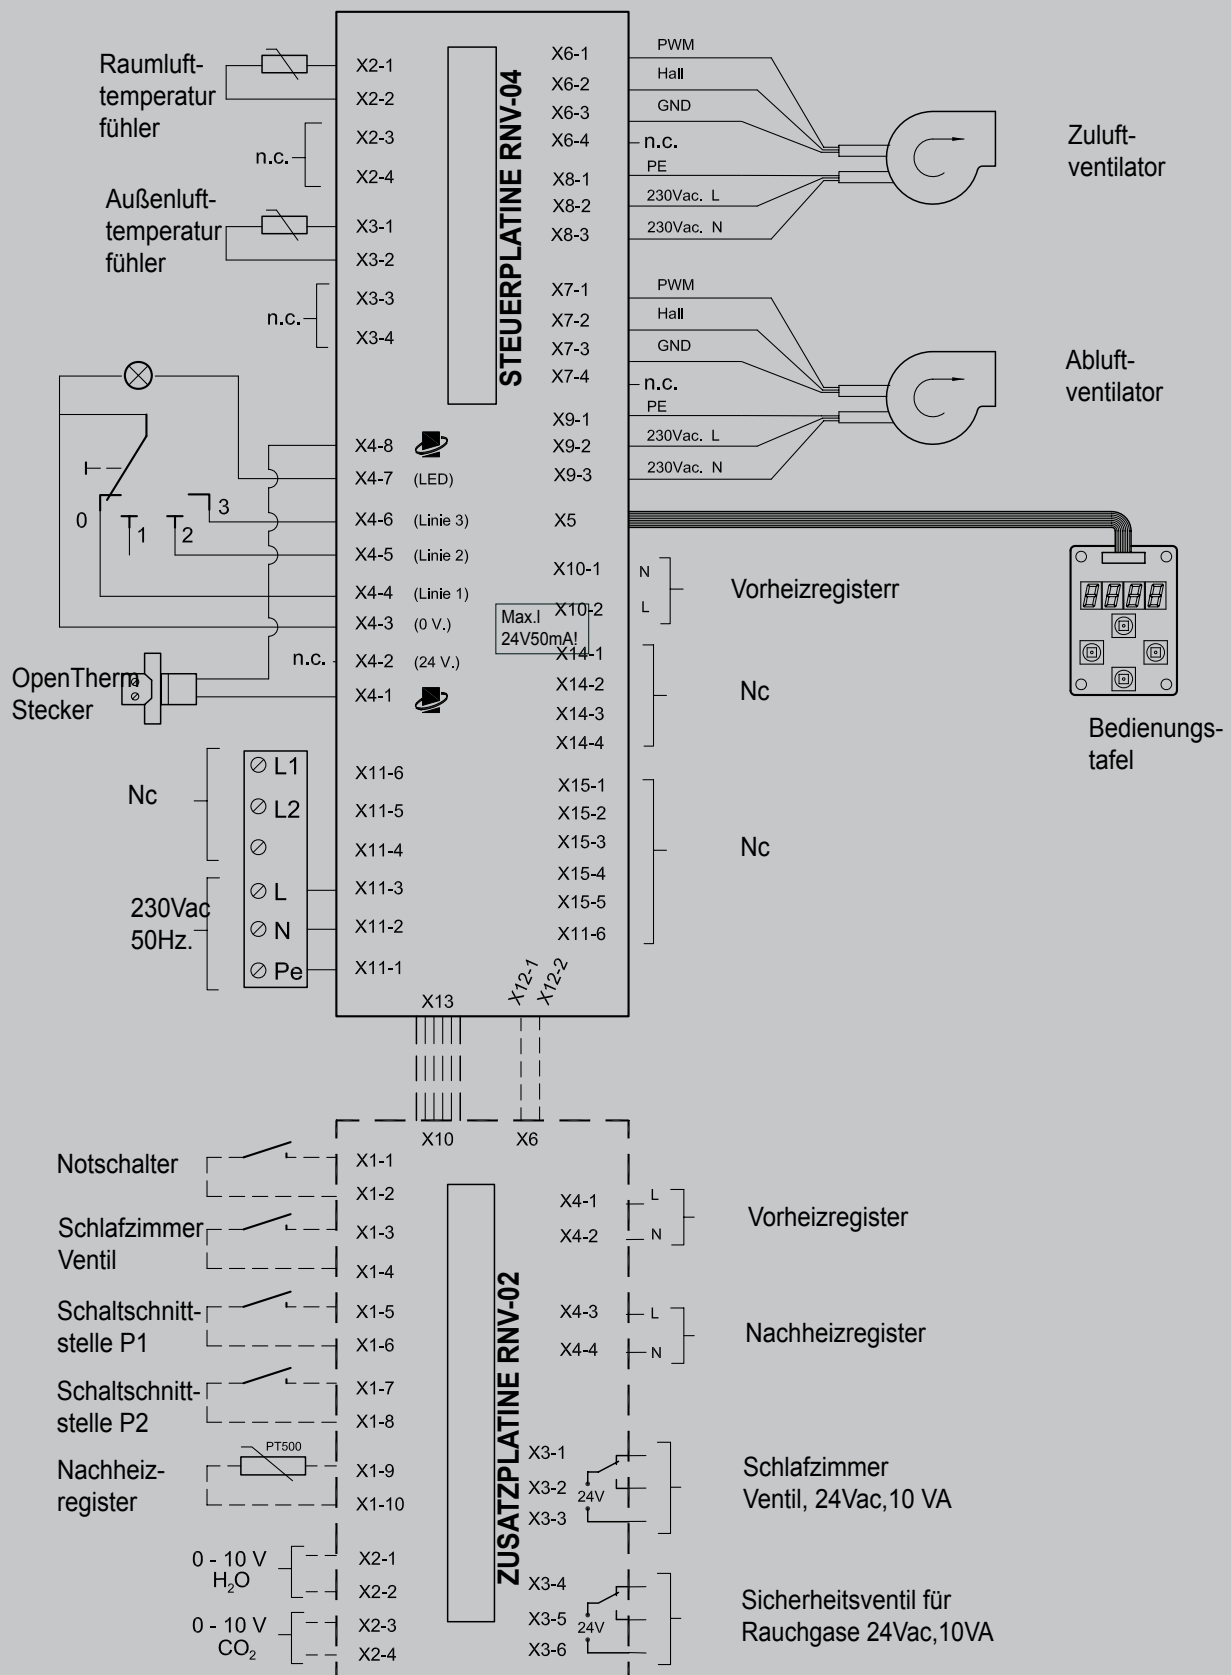 Raumluft-
temperatur
fühler
X2-1
X2-2
n.c.
X2-3
X2-4
Außenluft-
temperatur
fühler
X3-1
X3-2
n.c.
X3-3
X3-4
STEUERPLATINE RNV-04
X6-1 PWM
X6-2 Hall
X6-3 GND
X6-4 n.c.
X8-1 PE
X8-2 230Vac. L
X8-3 230Vac. N
Zuluft-
ventilator
X7-1 PWM
X7-2 Hall
X7-3 GND
X7-4 n.c.
X9-1 PE
X9-2 230Vac. L
X9-3 230Vac. N
Abluft-
ventilator
X5
8888
Bedienungs-
tafel
0
1
2
3
X4-8
X4-7 (LED)
X4-6 (Linie 3)
X4-5 (Linie 2)
X4-4 (Linie 1)
X4-3 (0 V.)
n.c. X4-2 (24 V.)
X4-1
OpenTherm
Stecker
Max.I
24V50mA!
X10-1 N
X10-2 L
Vorheizregisterr
X14-1
X14-2
X14-3
X14-4
Nc
X15-1
X15-2
X15-3
X15-4
X15-5
X11-6
Nc
Nc
L1 X11-6
L2 X11-5
X11-4
230Vac
50Hz.
L X11-3
N X11-2
Pe X11-1
X13
X12-1
X12-2
X10
X6
ZUSATZPLATINE RNV-02
Notschalter
X1-1
X1-2
Schlafzimmer
Ventil
X1-3
X1-4
Schaltschnitt-
stelle P1
X1-5
X1-6
Schaltschnitt-
stelle P2
X1-7
X1-8
Nachheiz-
register
PT500
X1-9
X1-10
0 - 10 V
H₂O
X2-1
X2-2
0 - 10 V
CO₂
X2-3
X2-4
X4-1 L
X4-2 N
Vorheizregister
X4-3 L
X4-4 N
Nachheizregister
X3-1
X3-2
X3-3
24V
Schlafzimmer
Ventil, 24Vac,10 VA
X3-4
X3-5
X3-6
24V
Sicherheitsventil für
Rauchgase 24Vac,10VA